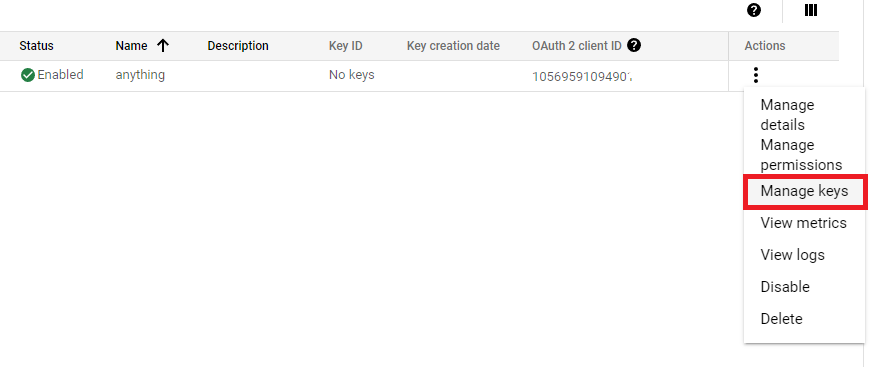 Status Name Description Key ID Key creation date OAuth 2 client ID Actions
Enabled anything No keys 1056959109490
Manage
details
Manage
permissions
Manage keys
View metrics
View logs
Disable
Delete